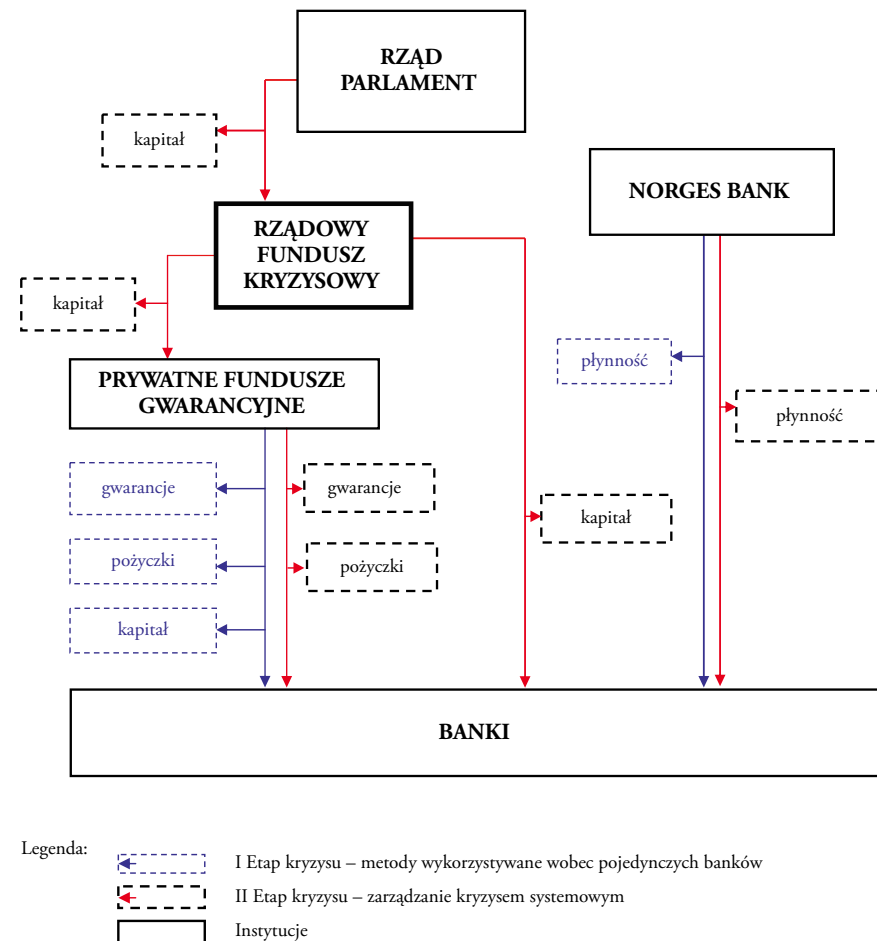 RZĄD
PARLAMENT
kapitał
NORGES BANK
RZĄDOWY
FUNDUSZ
KRYZYSOWY
kapitał
płynność
PRYWATNE FUNDUSZE
GWARANCYJNE
płynność
gwarancje
gwarancje
kapitał
pożyczki
pożyczki
kapitał
BANKI
Legenda:
I Etap kryzysu – metody wykorzystywane wobec pojedynczych banków
II Etap kryzysu – zarządzanie kryzysem systemowym
Instytucje